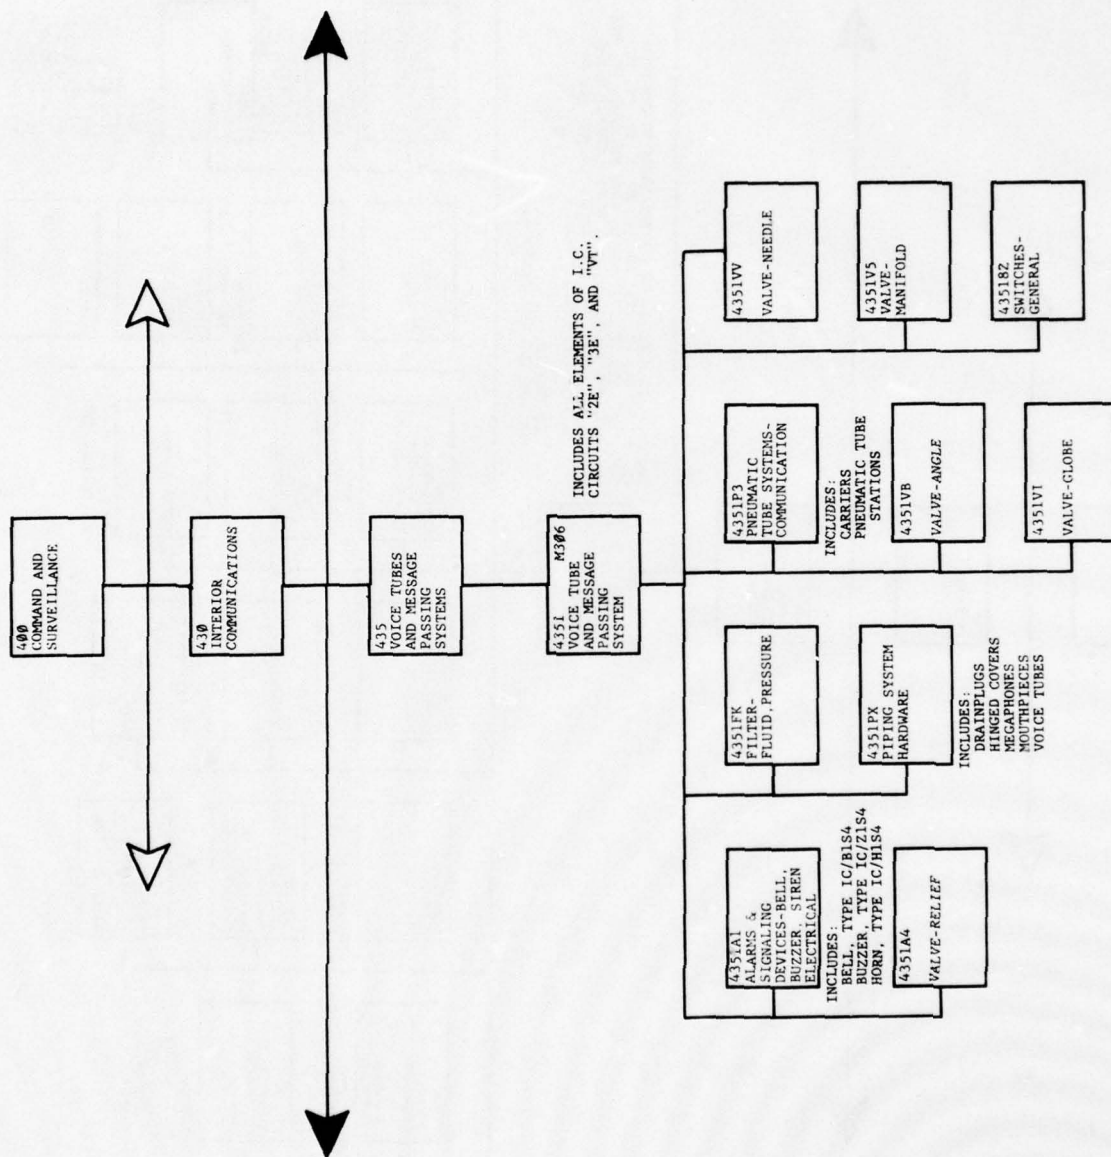 400
COMMAND AND
SURVEILLANCE
430
INTERIOR
COMMUNICATIONS
435
VOICE TUBES
AND MESSAGE
PASSING
SYSTEMS
4351 M306
VOICE TUBE
AND MESSAGE
PASSING
SYSTEM
INCLUDES ALL ELEMENTS OF I.C.
CIRCUITS "2E", "3E", AND "VT".
4351A1
ALARMS &
SIGNALING
DEVICES-BELL,
BUZZER, SIREN
ELECTRICAL
INCLUDES:
BELL, TYPE IC/B1S4
BUZZER, TYPE IC/Z1S4
HORN, TYPE IC/H1S4
4351A4
VALVE-RELIEF
4351FK
FILTER-
FLUID,PRESSURE
4351PX
PIPING SYSTEM
HARDWARE
INCLUDES:
DRAINPLUGS
HINGED COVERS
MEGAPHONES
MOUTHPIECES
VOICE TUBES
4351P3
PNEUMATIC
TUBE SYSTEMS-
COMMUNICATION
INCLUDES:
CARRIERS
PNEUMATIC TUBE
STATIONS
4351VB
VALVE-ANGLE
4351V1
VALVE-GLOBE
4351VV
VALVE-NEEDLE
4351V5
VALVE-
MANIFOLD
435182
SWITCHES-
GENERAL